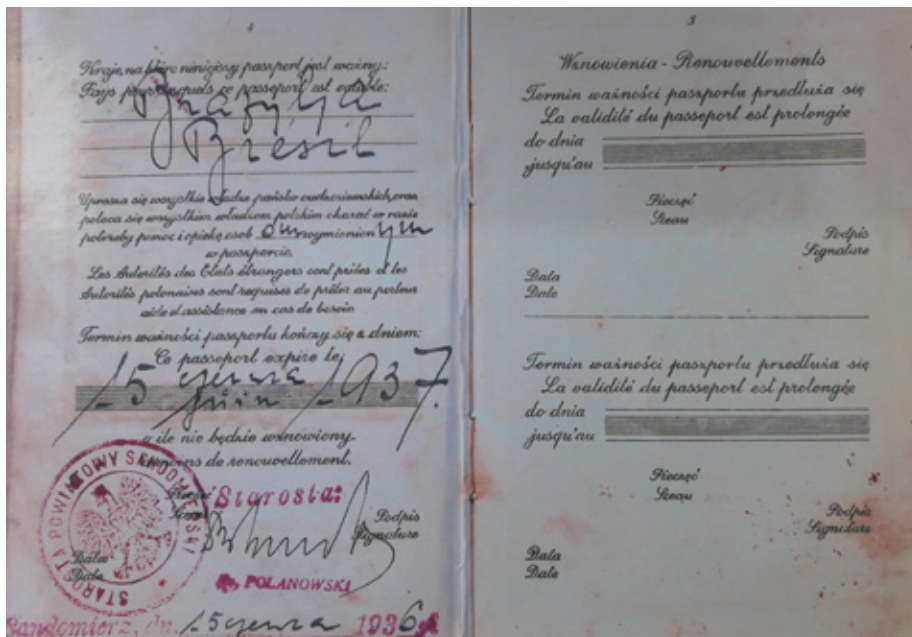 4
Kraje, na które niniejszy paszport jest ważny:
Pays pour lesquels ce passeport est valable:
Brazylja
Brésil
Uprasza się wszystkie władze państw cudzoziemskich, oraz
poleca się wszystkim władzom polskim okazać w razie
potrzeby pomoc i opiekę osob om wymienion ym
w paszporcie.
Les Autorités des Etats étrangers sont priées et les
Autorités polonaises sont requises de prêter au porteur
aide et assistance en cas de besoin
Termin ważności paszportu kończy się z dniem:
Ce passeport expire le:
15 czerwca 1937.
juin
o ile nie będzie wznowiony.
à moins de renouvellement.
STAROSTA POWIATOWY SANDOMIERSKI
Pieczęć
Sceau
Starosta:
Podpis
Signature
Data
Date
POLANOWSKI
Sandomierz, dn. 15 czerwca 1936
5
Wznowienia - Renouvellements
Termin ważności paszportu przedłuża się
La validité du passeport est prolongée
do dnia
jusqu'au
Pieczęć
Sceau
Podpis
Signature
Data
Date
Termin ważności paszportu przedłuża się
La validité du passeport est prolongée
do dnia
jusqu'au
Pieczęć
Sceau
Podpis
Signature
Data
Date